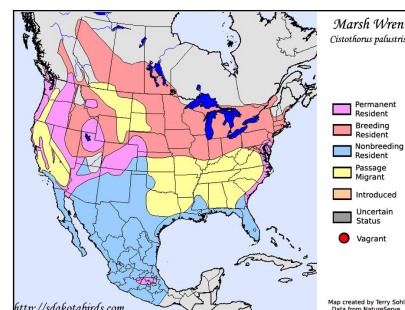 Marsh Wren
Cistothorus palustris
Permanent
Resident
Breeding
Resident
Nonbreeding
Resident
Passage
Migrant
Introduced
Uncertain
Status
Vagrant
http://sdakotabirds.com
Map created by Terry Sohl
Data from NatureServe